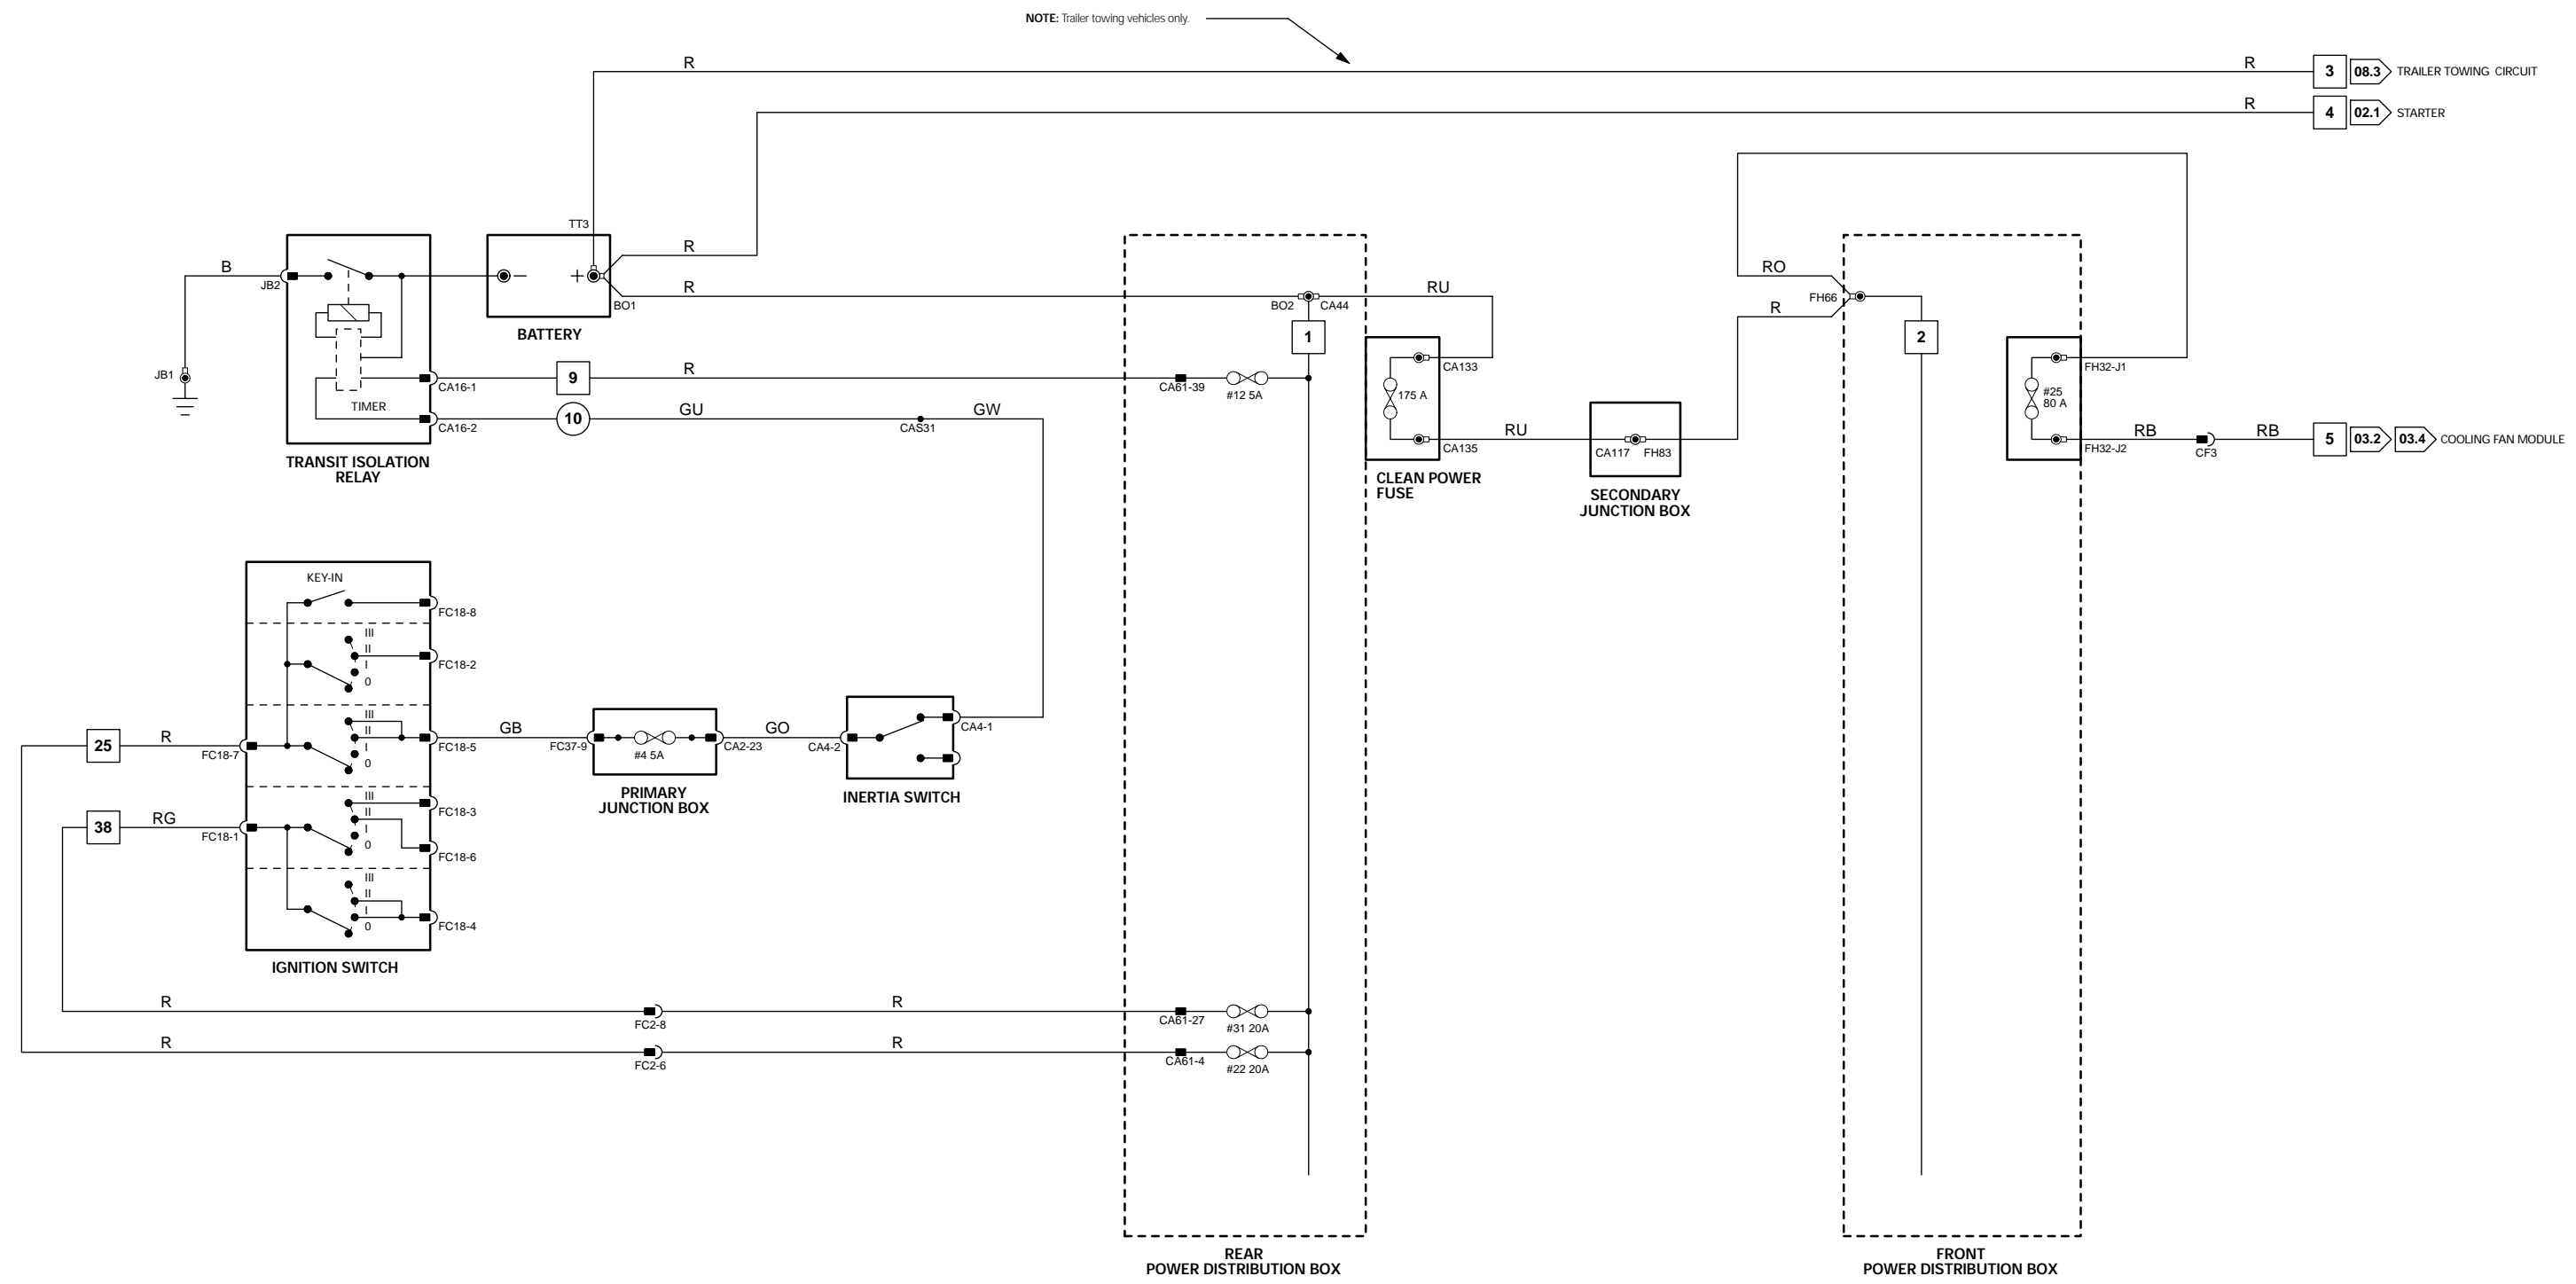 NOTE: Trailer towing vehicles only.
R
R
3
08.3
TRAILER TOWING CIRCUIT
R
4
02.1
STARTER
TT3
B
JB2
JB1
R
R
BO1
BATTERY
BO2
CA44
RU
1
RO
FH66
R
2
TIMER
CA16-1
9
R
CA61-39
#12 5A
CA16-2
10
GU
CAS31
GW
TRANSIT ISOLATION
RELAY
CA133
175 A
CA135
CLEAN POWER
FUSE
RU
CA117
FH83
SECONDARY
JUNCTION BOX
FH32-J1
#25
80 A
FH32-J2
RB
CF3
RB
5
03.2
03.4
COOLING FAN MODULE
KEY-IN
FC18-8
III
II
I
0
FC18-2
25
R
FC18-7
III
II
I
0
FC18-5
GB
FC37-9
#4 5A
CA2-23
GO
CA4-2
CA4-1
PRIMARY
JUNCTION BOX
INERTIA SWITCH
38
RG
FC18-1
III
II
I
0
FC18-3
FC18-6
III
II
I
0
FC18-4
IGNITION SWITCH
R
FC2-8
R
CA61-27
#31 20A
R
FC2-6
R
CA61-4
#22 20A
REAR
POWER DISTRIBUTION BOX
FRONT
POWER DISTRIBUTION BOX